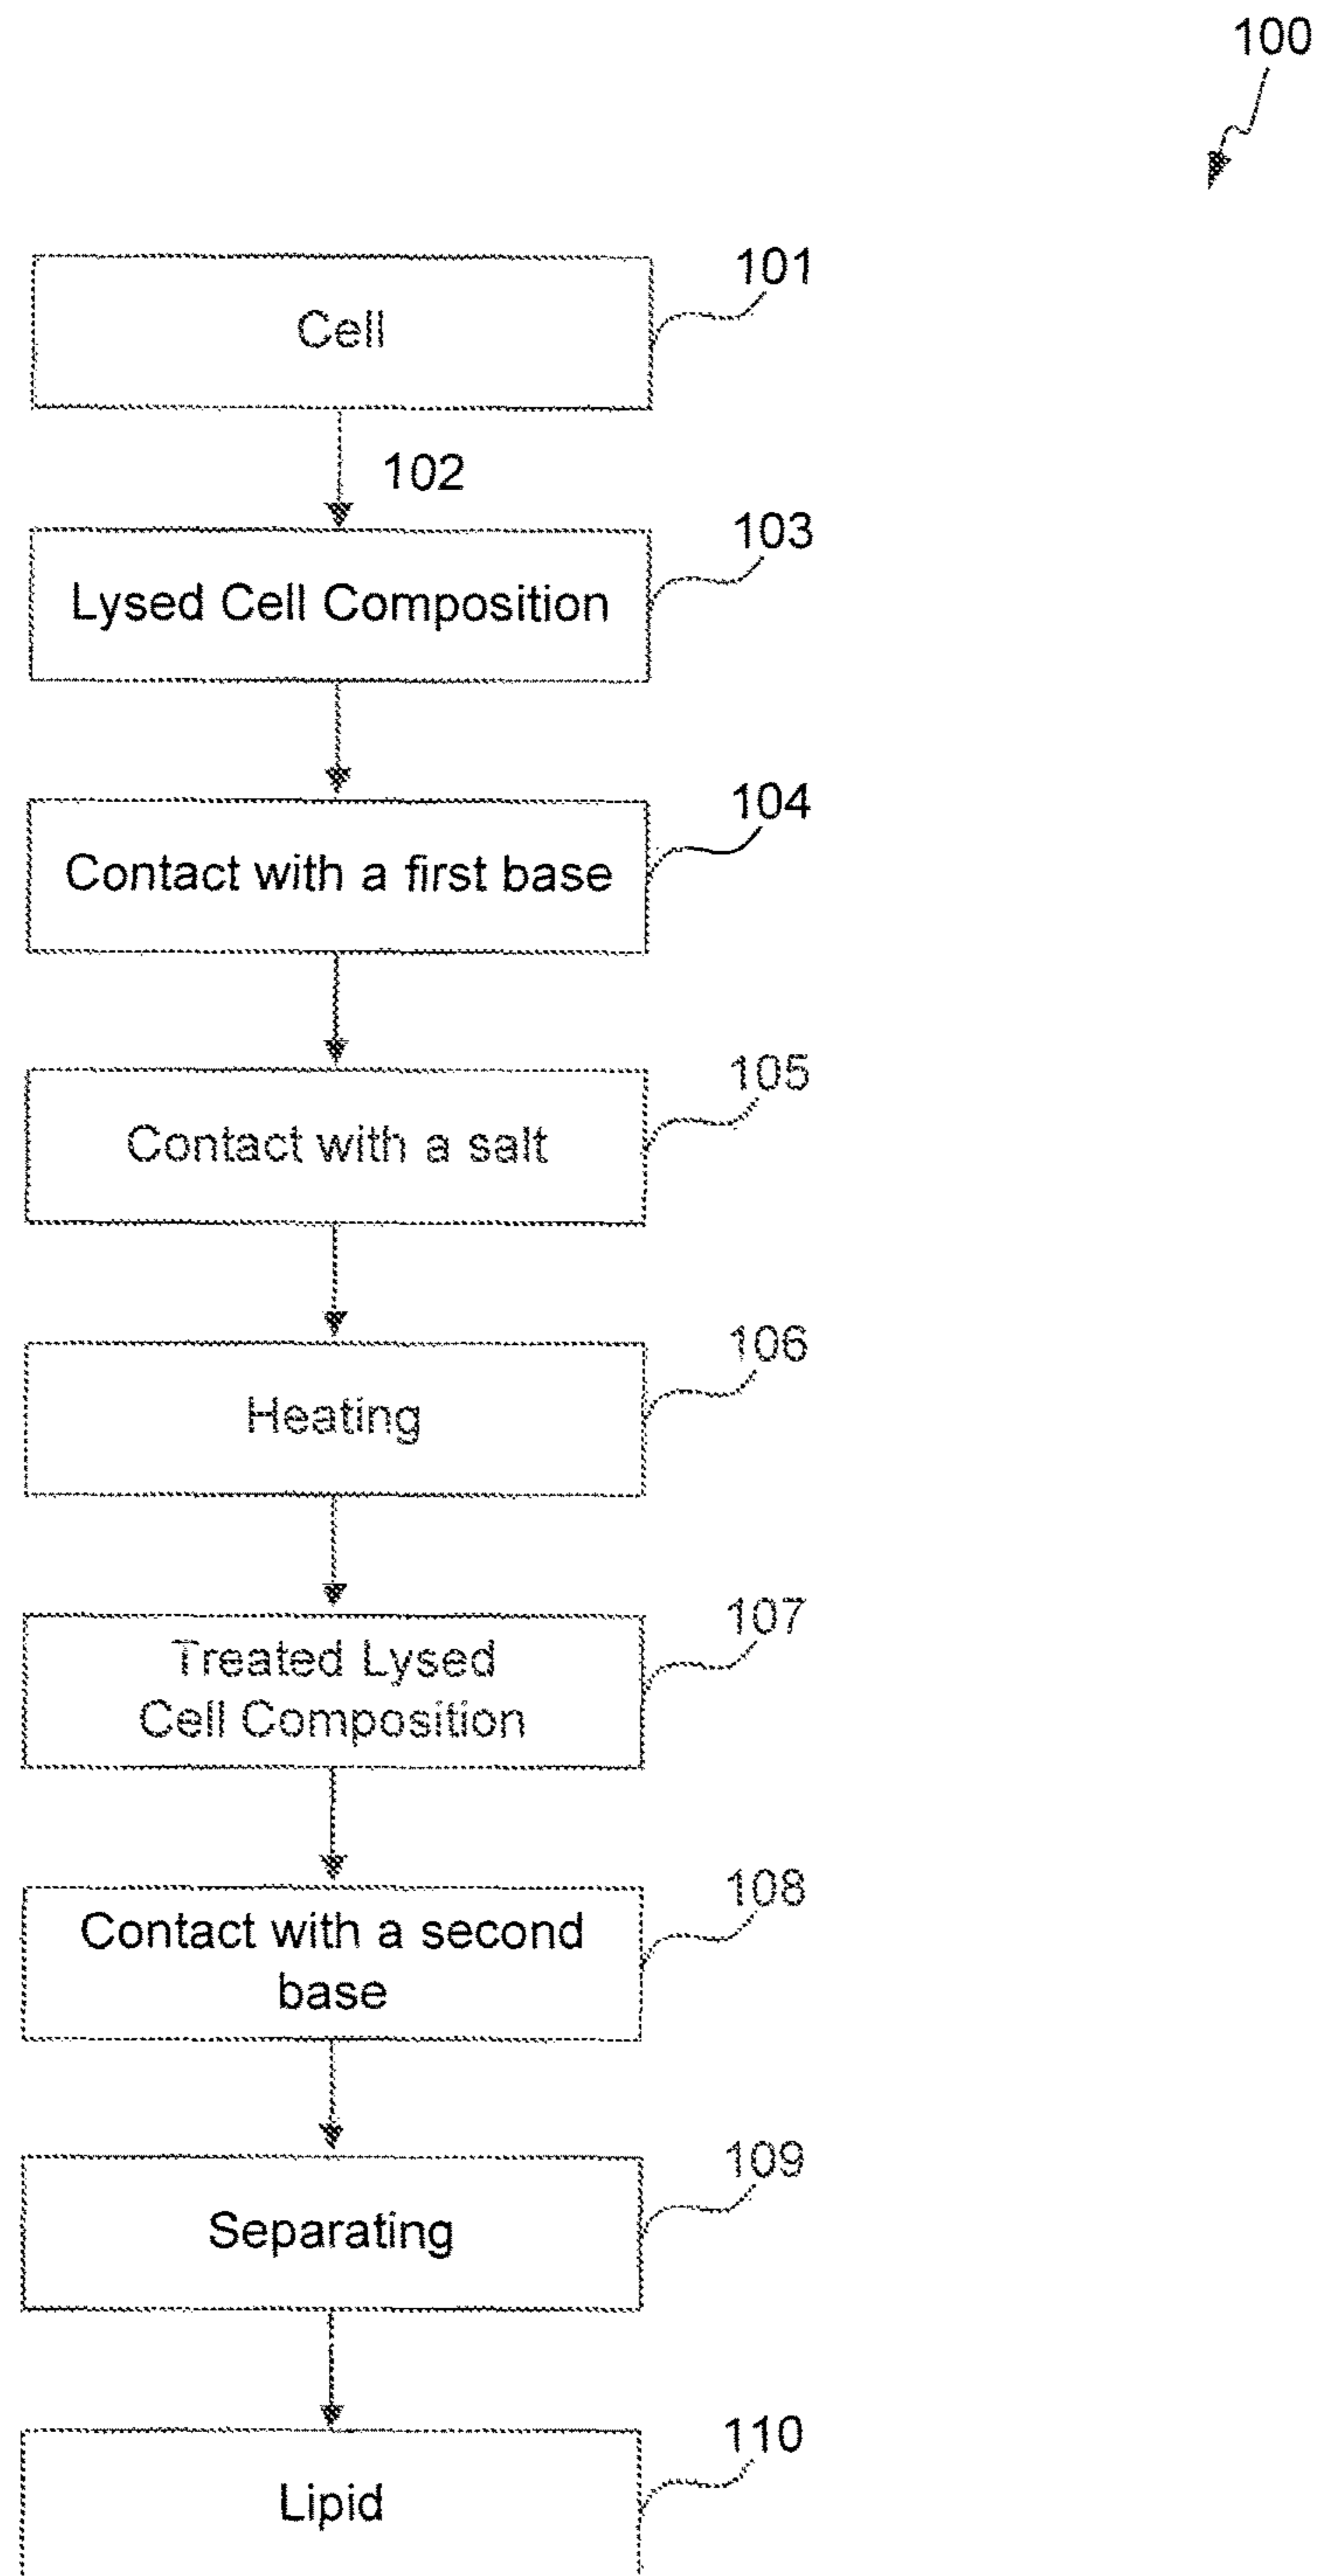 100
Cell
101
102
Lysed Cell Composition
103
Contact with a first base
104
Contact with a salt
105
Heating
106
Treated Lysed
Cell Composition
107
Contact with a second
base
108
Separating
109
Lipid
110